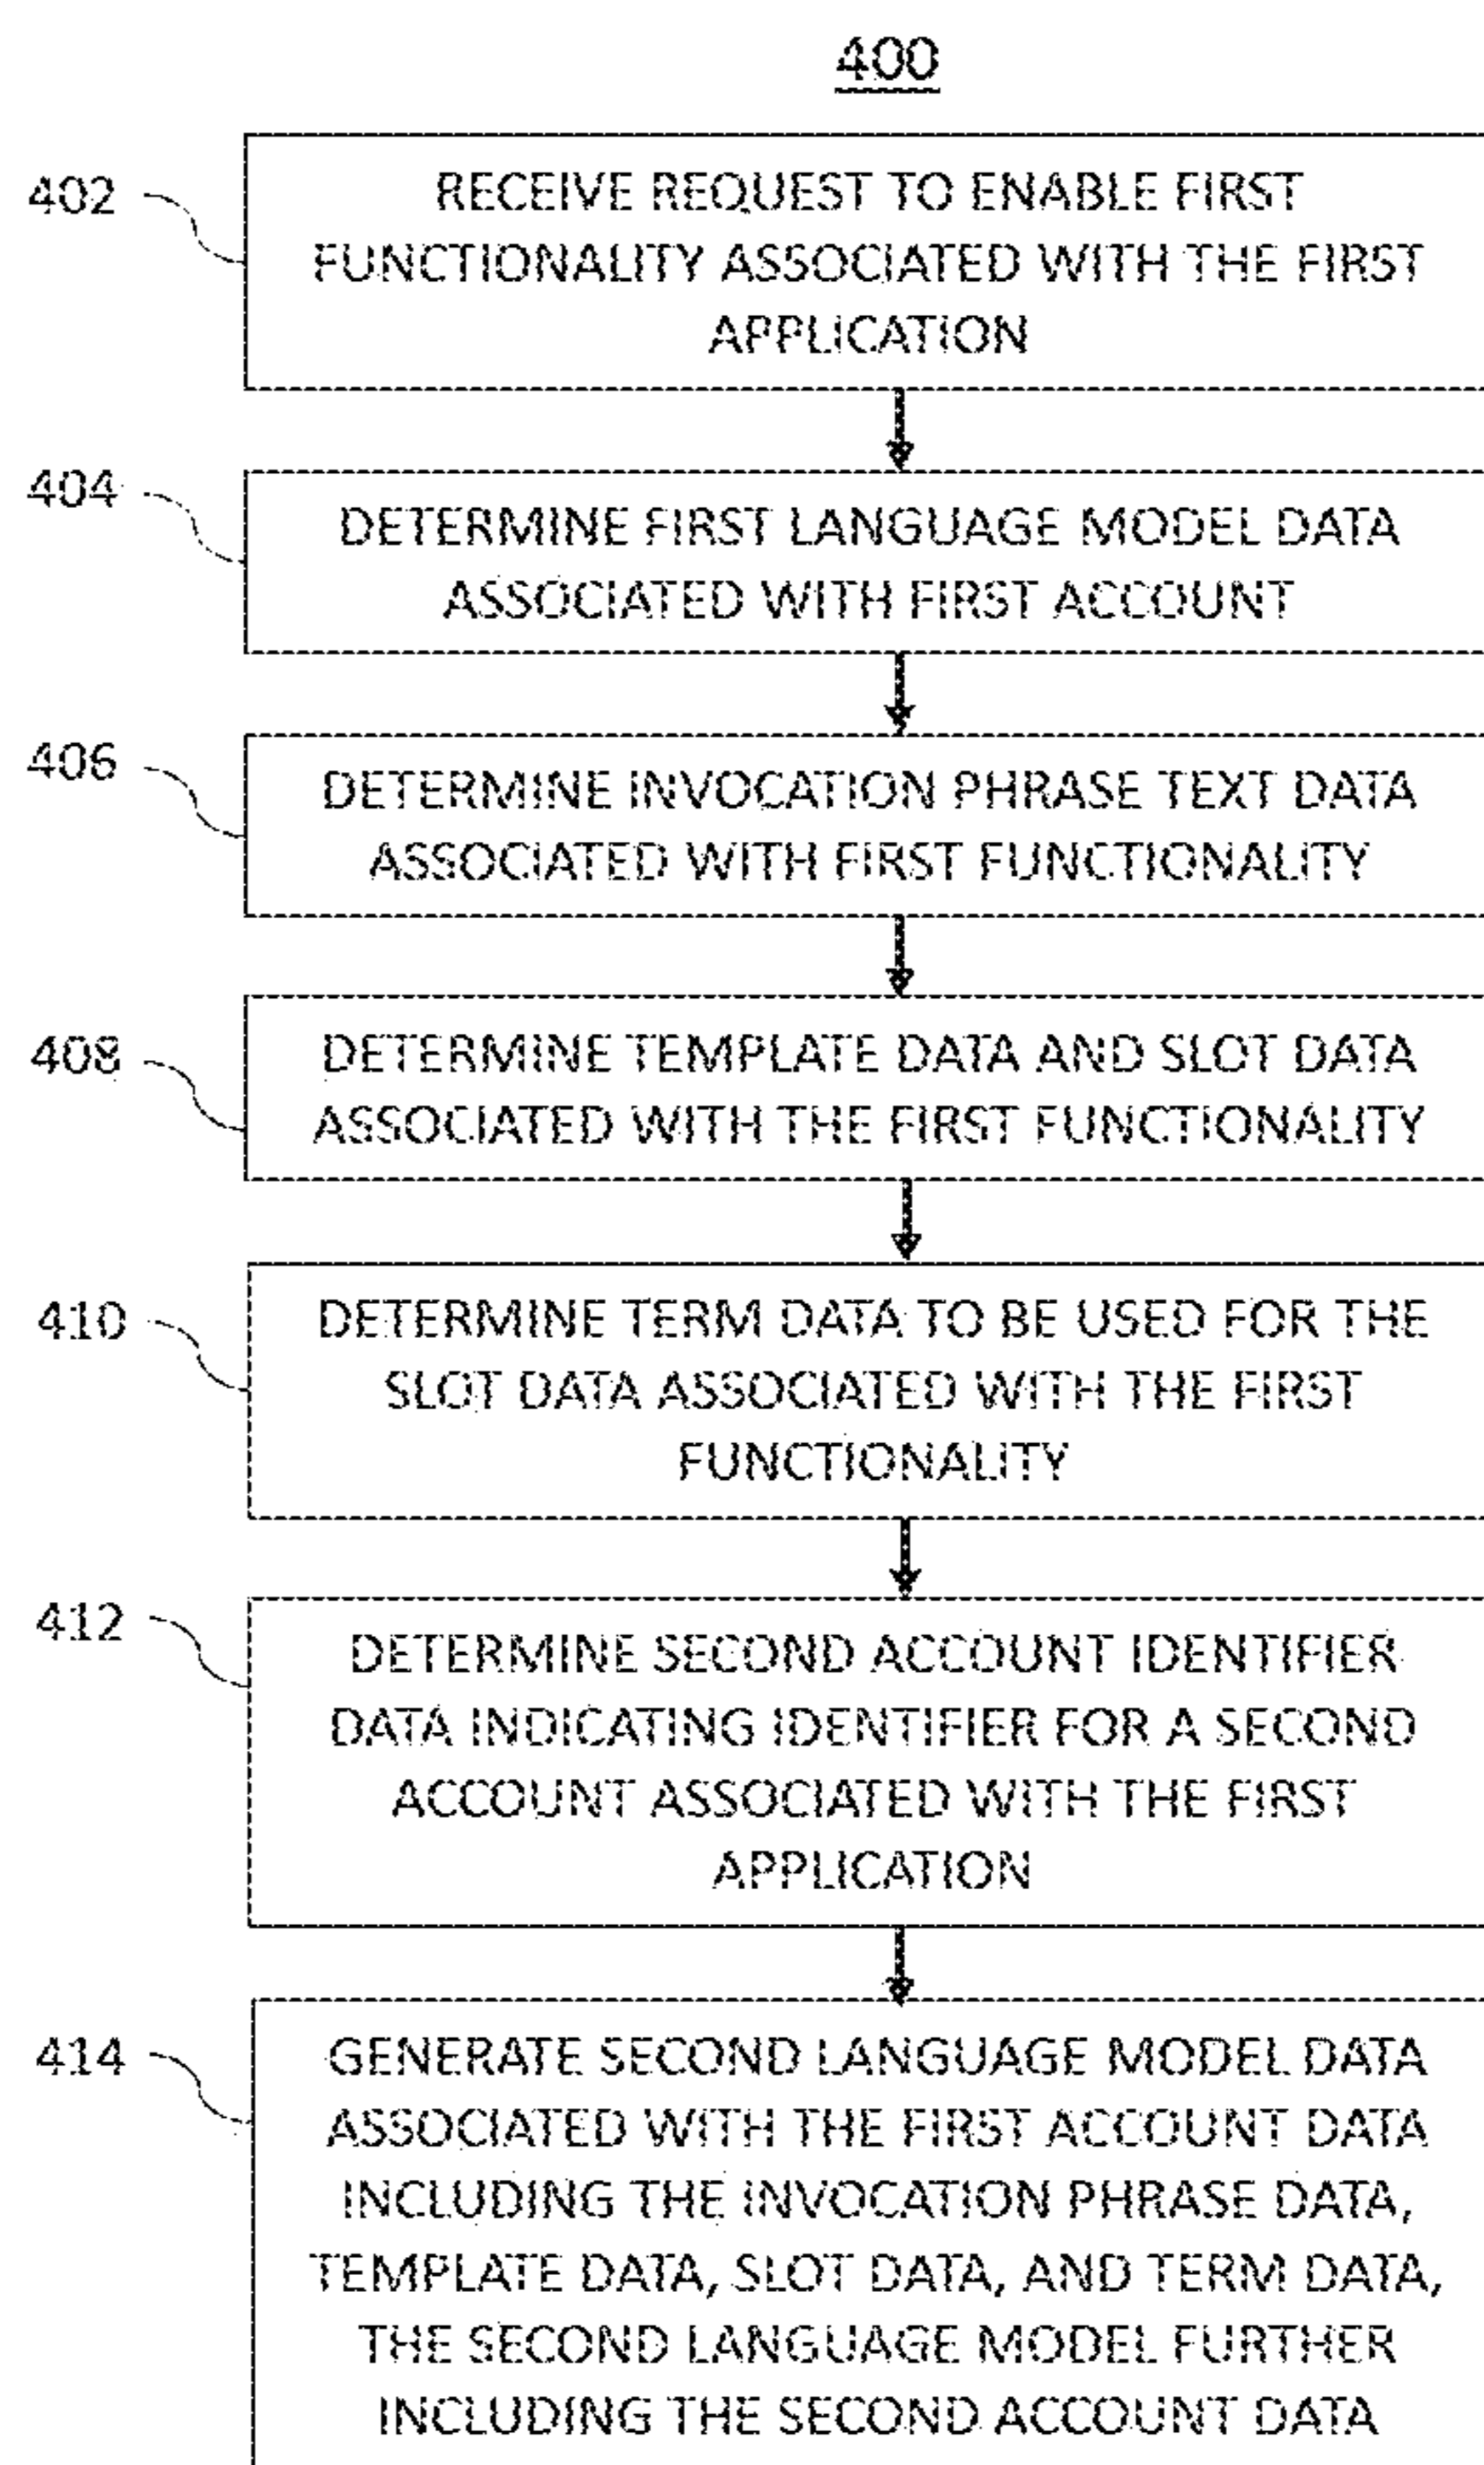 400
402
RECEIVE REQUEST TO ENABLE FIRST
FUNCTIONALITY ASSOCIATED WITH THE FIRST
APPLICATION
404
DETERMINE FIRST LANGUAGE MODEL DATA
ASSOCIATED WITH FIRST ACCOUNT
406
DETERMINE INVOCATION PHRASE TEXT DATA
ASSOCIATED WITH FIRST FUNCTIONALITY
408
DETERMINE TEMPLATE DATA AND SLOT DATA
ASSOCIATED WITH THE FIRST FUNCTIONALITY
410
DETERMINE TERM DATA TO BE USED FOR THE
SLOT DATA ASSOCIATED WITH THE FIRST
FUNCTIONALITY
412
DETERMINE SECOND ACCOUNT IDENTIFIER
DATA INDICATING IDENTIFIER FOR A SECOND
ACCOUNT ASSOCIATED WITH THE FIRST
APPLICATION
414
GENERATE SECOND LANGUAGE MODEL DATA
ASSOCIATED WITH THE FIRST ACCOUNT DATA
INCLUDING THE INVOCATION PHRASE DATA,
TEMPLATE DATA, SLOT DATA, AND TERM DATA,
THE SECOND LANGUAGE MODEL FURTHER
INCLUDING THE SECOND ACCOUNT DATA